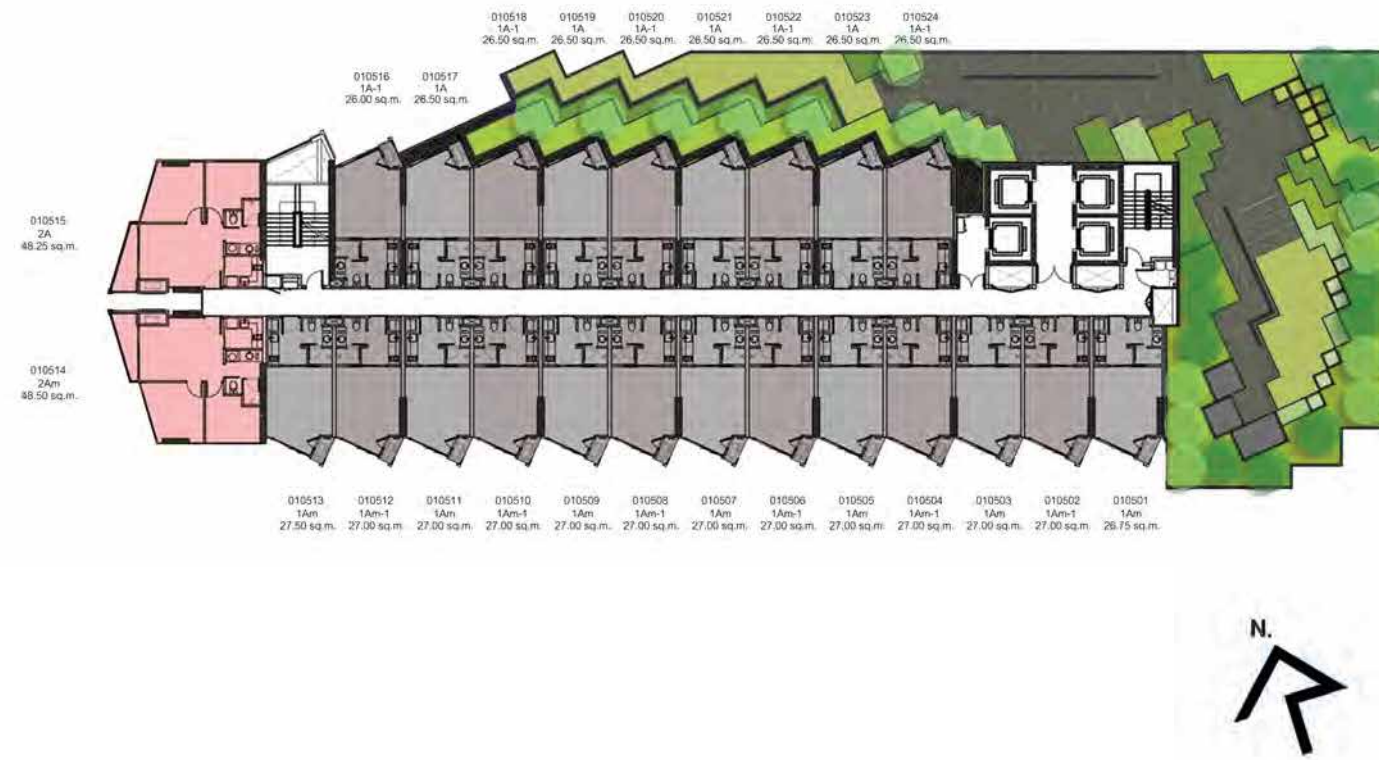 010518
1A-1
26.50 sq.m.
010519
1A
26.50 sq.m.
010520
1A-1
26.50 sq.m.
010521
1A
26.50 sq.m.
010522
1A-1
26.50 sq.m.
010523
1A
26.50 sq.m.
010524
1A-1
26.50 sq.m.
010516
1A-1
26.00 sq.m.
010517
1A
26.50 sq.m.
010515
2A
48.25 sq.m.
010514
2Am
48.50 sq.m.
010513
1Am
27.50 sq.m.
010512
1Am-1
27.00 sq.m
010511
1Am
27.00 sq.m.
010510
1Am-1
27.00 sq.m.
010509
1Am
27.00 sq.m.
010508
1Am-1
27.00 sq.m.
010507
1Am
27.00 sq.m.
010506
1Am-1
27.00 sq.m.
010505
1Am
27.00 sq.m.
010504
1Am-1
27.00 sq.m.
010503
1Am
27.00 sq.m.
010502
1Am-1
27.00 sq.m.
010501
1Am
26.75 sq.m.
N.